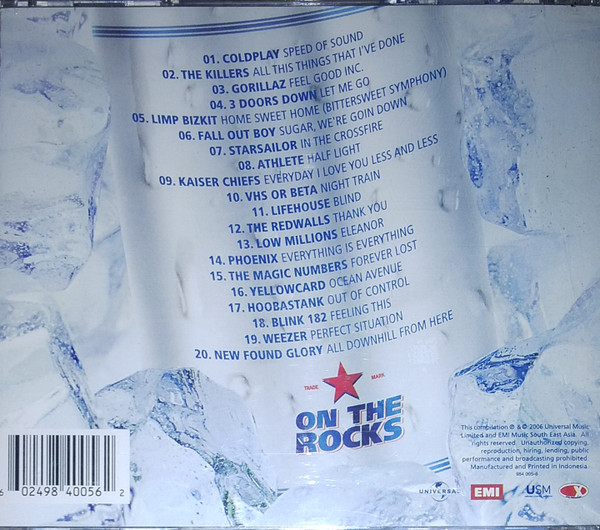 01. COLDPLAY SPEED OF SOUND
02. THE KILLERS ALL THIS THINGS THAT I'VE DONE
03. GORILLAZ FEEL GOOD INC.
04. 3 DOORS DOWN LET ME GO
05. LIMP BIZKIT HOME SWEET HOME (BITTERSWEET SYMPHONY)
06. FALL OUT BOY SUGAR, WE'RE GOIN DOWN
07. STARSAILOR IN THE CROSSFIRE
08. ATHLETE HALF LIGHT
09. KAISER CHIEFS EVERYDAY I LOVE YOU LESS AND LESS
10. VHS OR BETA NIGHT TRAIN
11. LIFEHOUSE BLIND
12. THE REDWALLS THANK YOU
13. LOW MILLIONS ELEANOR
14. PHOENIX EVERYTHING IS EVERYTHING
15. THE MAGIC NUMBERS FOREVER LOST
16. YELLOWCARD OCEAN AVENUE
17. HOOBASTANK OUT OF CONTROL
18. BLINK 182 FEELING THIS
19. WEEZER PERFECT SITUATION
20. NEW FOUND GLORY ALL DOWNHILL FROM HERE
TRADE MARK
ON THE
ROCKS
This compilation ℗ & © 2006 Universal Music
Limited and EMI Music South East Asia. All
rights reserved. Unauthorized copying,
reproduction, hiring, lending, public
performance and broadcasting prohibited.
Manufactured and Printed in Indonesia.
6 02498 40056 2
UNIVERSAL
EMI
USM